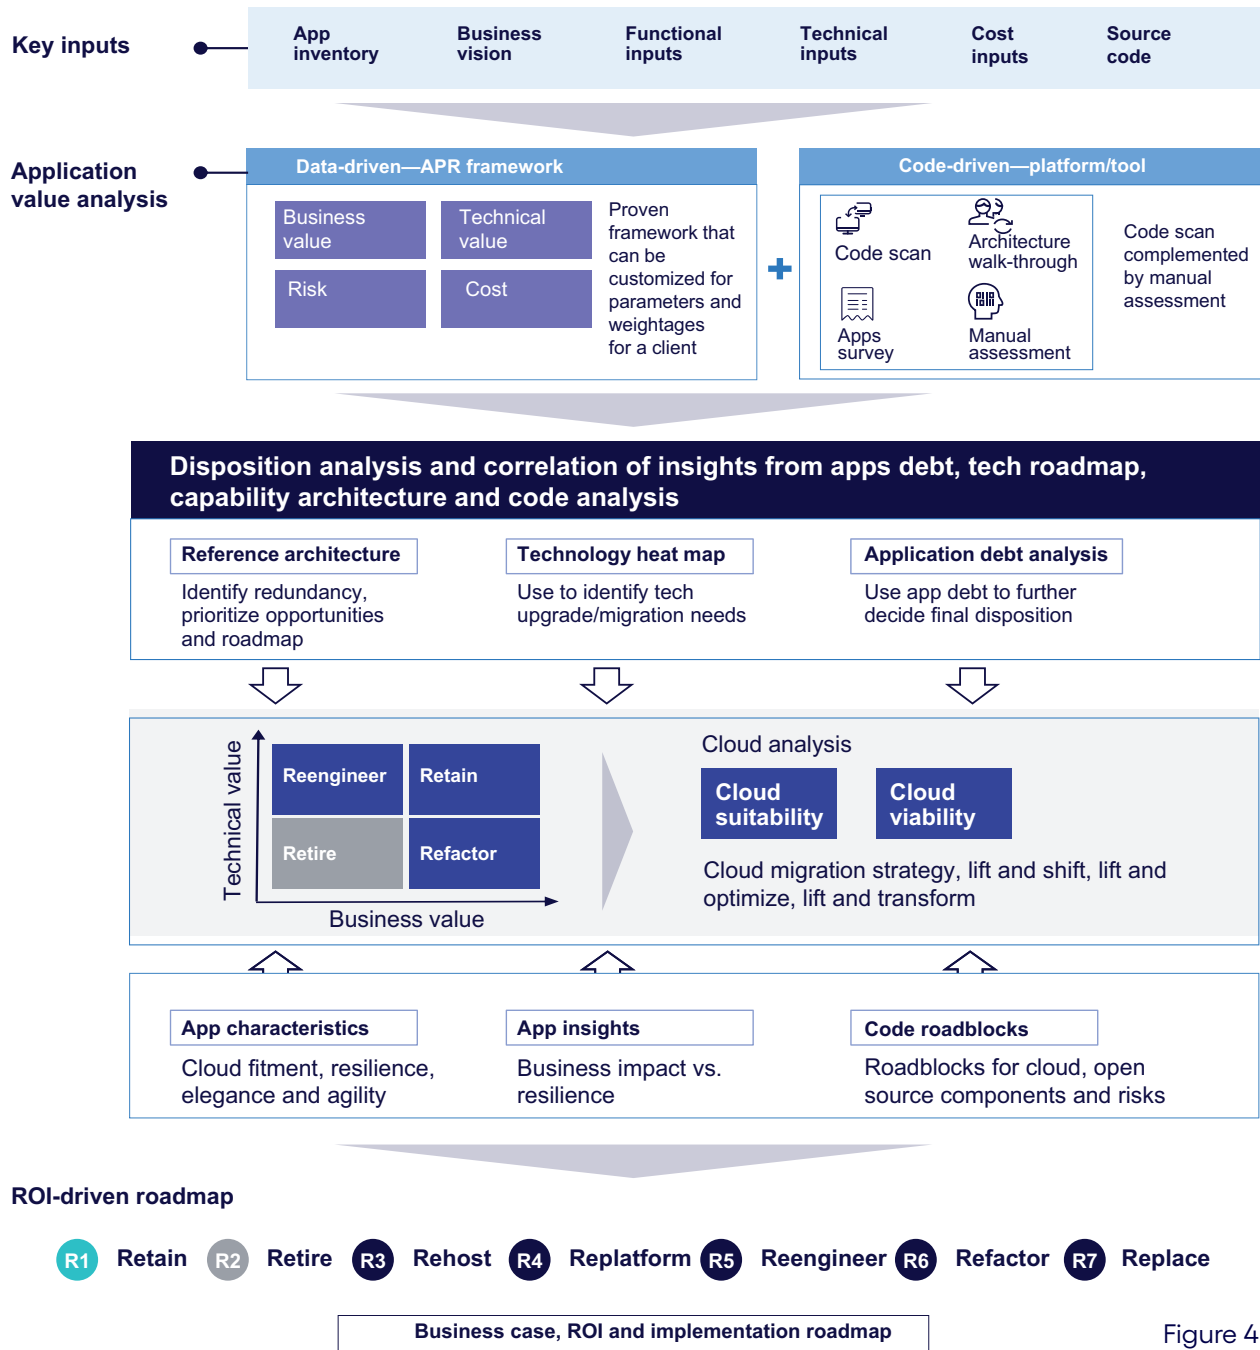 Key inputs
App
inventory
Business
vision
Functional
inputs
Technical
inputs
Cost
inputs
Source
code
Application
value analysis
Data-driven—APR framework
Business
value
Technical
value
Risk
Cost
Proven
framework that
can be
customized for
parameters and
weightages
for a client
Code-driven—platform/tool
Code scan
Architecture
walk-through
Apps
survey
Manual
assessment
Code scan
complemented
by manual
assessment
Disposition analysis and correlation of insights from apps debt, tech roadmap,
capability architecture and code analysis
Reference architecture
Identify redundancy,
prioritize opportunities
and roadmap
Technology heat map
Use to identify tech
upgrade/migration needs
Application debt analysis
Use app debt to further
decide final disposition
Technical value
Reengineer
Retain
Retire
Refactor
Business value
Cloud analysis
Cloud
suitability
Cloud
viability
Cloud migration strategy, lift and shift, lift and
optimize, lift and transform
App characteristics
Cloud fitment, resilience,
elegance and agility
App insights
Business impact vs.
resilience
Code roadblocks
Roadblocks for cloud, open
source components and risks
ROI-driven roadmap
R1 Retain R2 Retire R3 Rehost R4 Replatform R5 Reengineer R6 Refactor R7 Replace
Business case, ROI and implementation roadmap
Figure 4